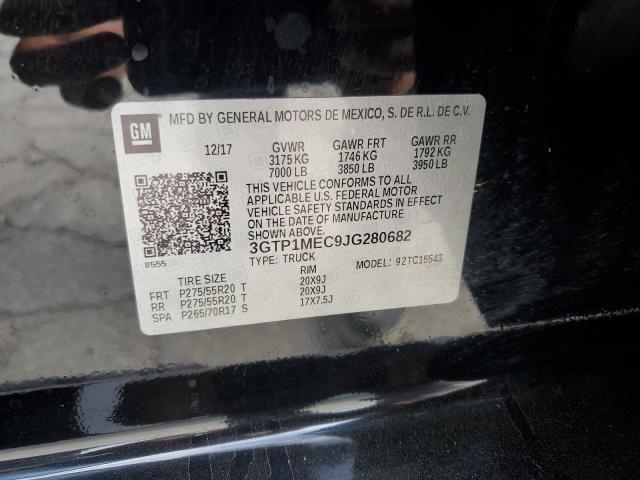 GM
MFD BY GENERAL MOTORS DE MEXICO, S. DE R.L. DE C.V.
12/17 GVWR GAWR FRT GAWR RR
3175 KG 1746 KG 1792 KG
7000 LB 3850 LB 3950 LB
THIS VEHICLE CONFORMS TO ALL
APPLICABLE U.S. FEDERAL MOTOR
VEHICLE SAFETY STANDARDS IN EFFECT
ON THE DATE OF MANUFACTURE
3GTP1MEC9JG280682
8555
TYPE: TRUCK MODEL: 92TC15543
TIRE SIZE RIM
FRT P275/55R20 T 20X9J
RR P275/55R20 T 20X9J
SPA P265/70R17 S 17X7.5J